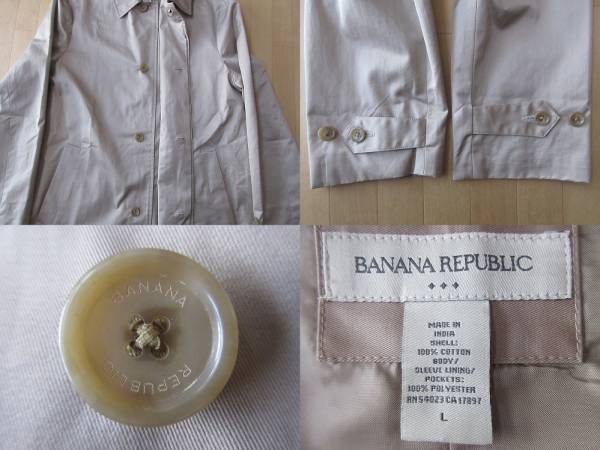 BANANA
REPUBLIC
BANANA REPUBLIC
MADE IN
INDIA
SHELL:
100% COTTON
BODY/
SLEEVE LINING/
POCKETS:
100% POLYESTER
RN 54023 CA 17897
L